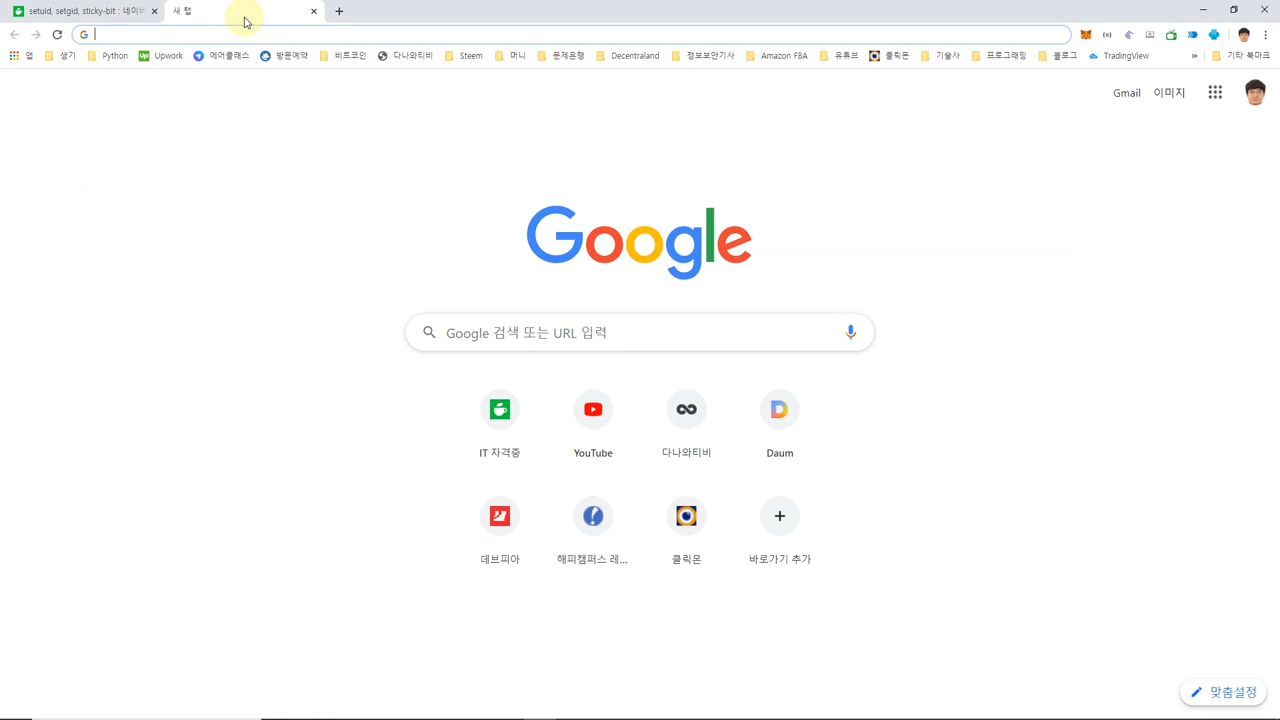 setuid, setgid, sticky-bit : 네이버
새 탭
앱 생기 Python Upwork 에어클래스 방문예약 비트코인 다나와티비 Steem 머니 문제은행 Decentraland 정보보안기사 Amazon FBA 유튜브 클릭몬 기술사 프로그래밍 블로그 TradingView » 기타 북마크
Gmail 이미지
Google
Google 검색 또는 URL 입력
IT 자격증 YouTube 다나와티비 Daum
데브피아 해피캠퍼스 레... 클릭몬 바로가기 추가
맞춤설정